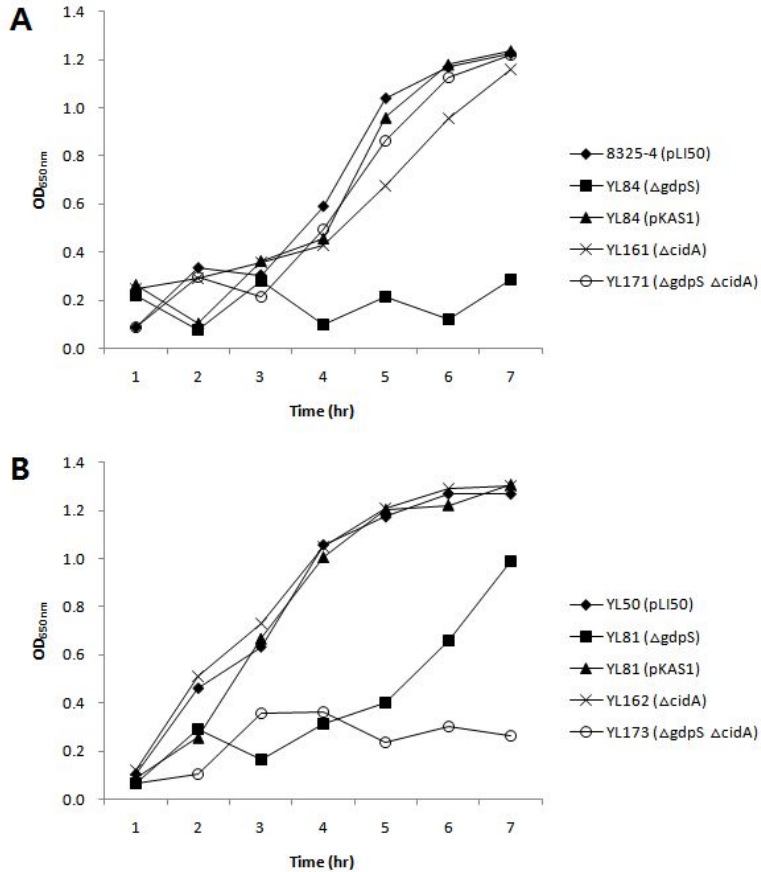 A
1.4
1.2
1.0
0.8
0.6
0.4
0.2
0.0
OD650nm
1 2 3 4 5 6 7
Time (hr)
8325-4 (pLI50)
YL84 (△gdpS)
YL84 (pKAS1)
YL161 (△cidA)
YL171 (△gdpS △cidA)
B
1.4
1.2
1.0
0.8
0.6
0.4
0.2
0.0
OD650nm
1 2 3 4 5 6 7
Time (hr)
YL50 (pLI50)
YL81 (△gdpS)
YL81 (pKAS1)
YL162 (△cidA)
YL173 (△gdpS △cidA)